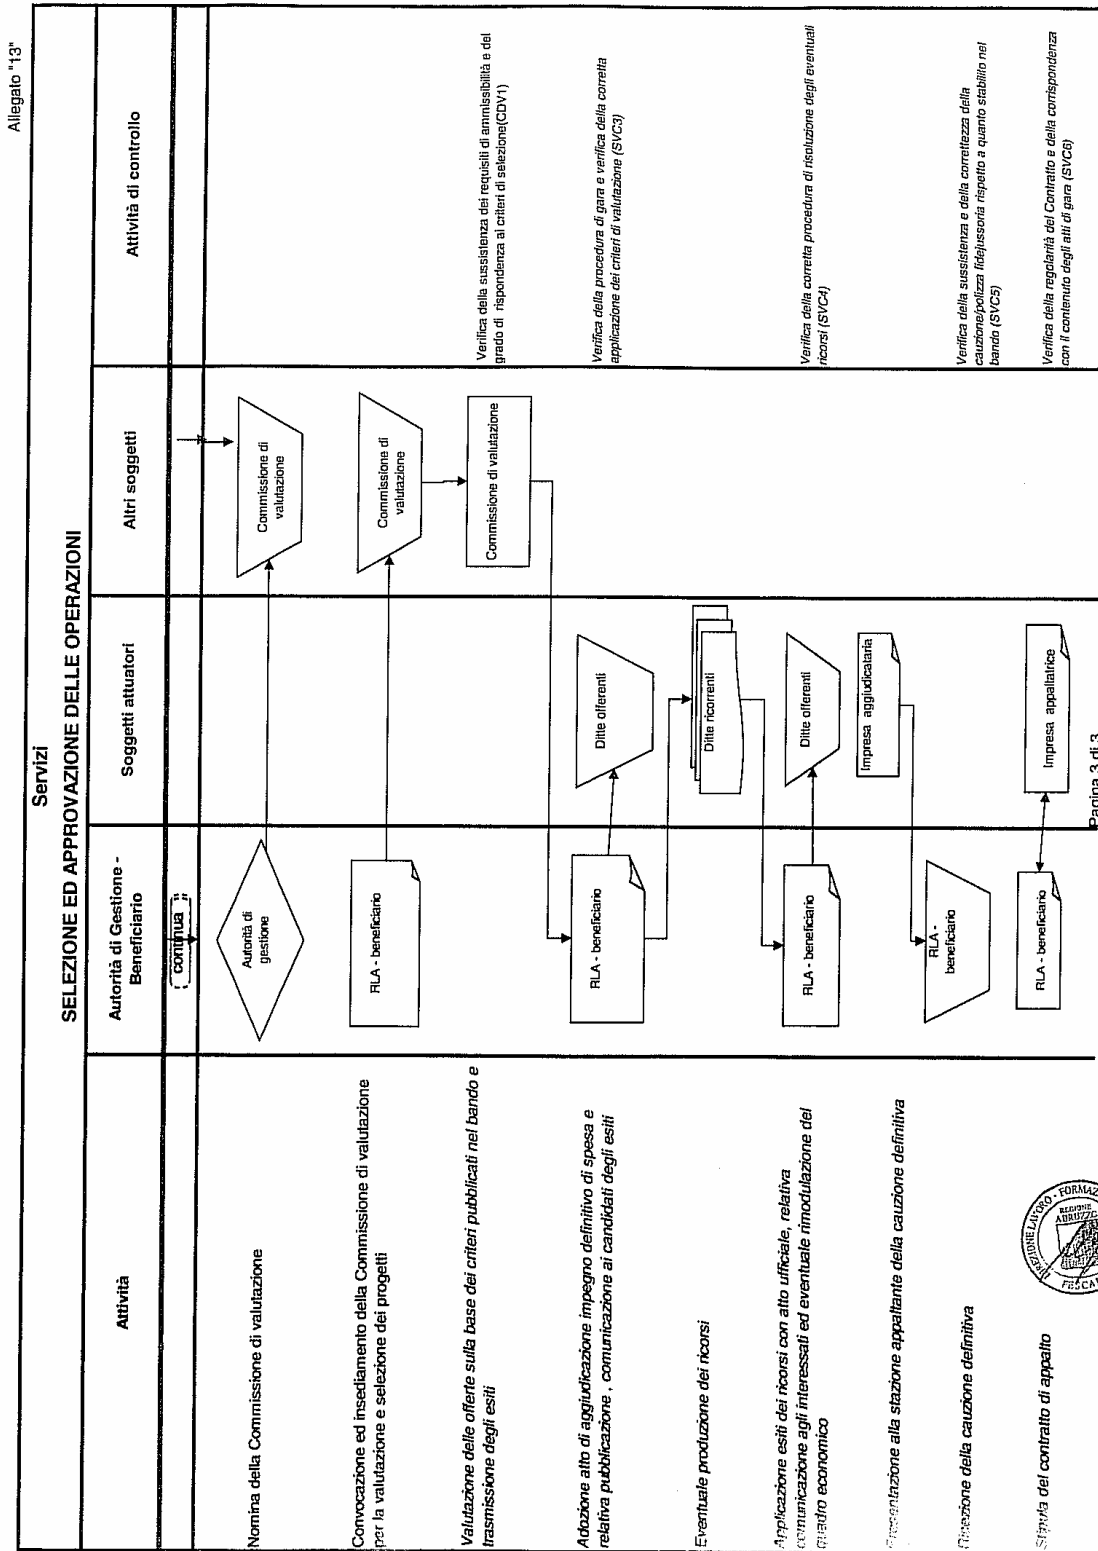 Allegato "13"
Servizi
SELEZIONE ED APPROVAZIONE DELLE OPERAZIONI
Attività
Autorità di Gestione -
Beneficiario
Soggetti attuatori
Altri soggetti
Attività di controllo
continua
Nomina della Commissione di valutazione
Autorità di
gestione
Commissione di
valutazione
Convocazione ed insediamento della Commissione di valutazione
per la valutazione e selezione dei progetti
RLA - beneficiario
Commissione di
valutazione
Valutazione delle offerte sulla base dei criteri pubblicati nel bando e
trasmissione degli esiti
Commissione di valutazione
Verifica della sussistenza dei requisiti di ammissibilità e del
grado di rispondenza ai criteri di selezione(CDV1)
Adozione atto di aggiudicazione impegno definitivo di spesa e
relativa pubblicazione , comunicazione ai candidati degli esiti
RLA - beneficiario
Ditte offerenti
Verifica della procedura di gara e verifica della corretta
applicazione dei criteri di valutazione (SVC3)
Eventuale produzione dei ricorsi
Ditte ricorrenti
Applicazione esiti dei ricorsi con atto ufficiale, relativa
comunicazione agli interessati ed eventuale rimodulazione del
quadro economico
RLA - beneficiario
Ditte offerenti
Verifica della corretta procedura di risoluzione degli eventuali
ricorsi (SVC4)
Presentazione alla stazione appaltante della cauzione definitiva
Impresa aggiudicataria
della cauzione definitiva
RLA -
beneficiario
Verifica della sussistenza e della correttezza della
cauzione/polizza fidejussoria rispetto a quanto stabilito nel
bando (SVC5)
Stipula del contratto di appalto
RLA - beneficiario
Impresa appaltatrice
Verifica della regolarità del Contratto e della corrispondenza
con il contenuto degli atti di gara (SVC6)
DIREZIONE LAVORO - FORMAZ
REGIONE
ABRUZZO
PESCA
Pagina 3 di 3